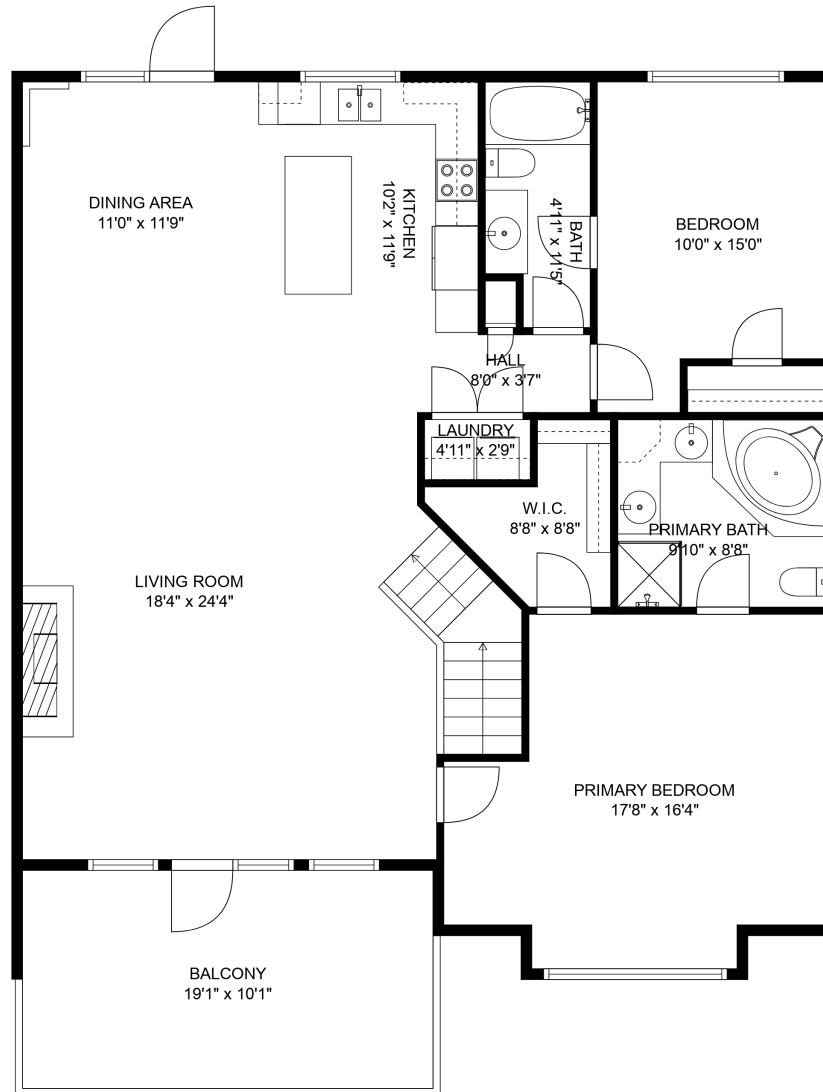 DINING AREA
11'0" x 11'9"
KITCHEN
10'2" x 11'9"
BATH
4'11" x 11'5"
BEDROOM
10'0" x 15'0"
HALL
8'0" x 3'7"
LAUNDRY
4'11" x 2'9"
W.I.C.
8'8" x 8'8"
PRIMARY BATH
9'10" x 8'8"
LIVING ROOM
18'4" x 24'4"
PRIMARY BEDROOM
17'8" x 16'4"
BALCONY
19'1" x 10'1"